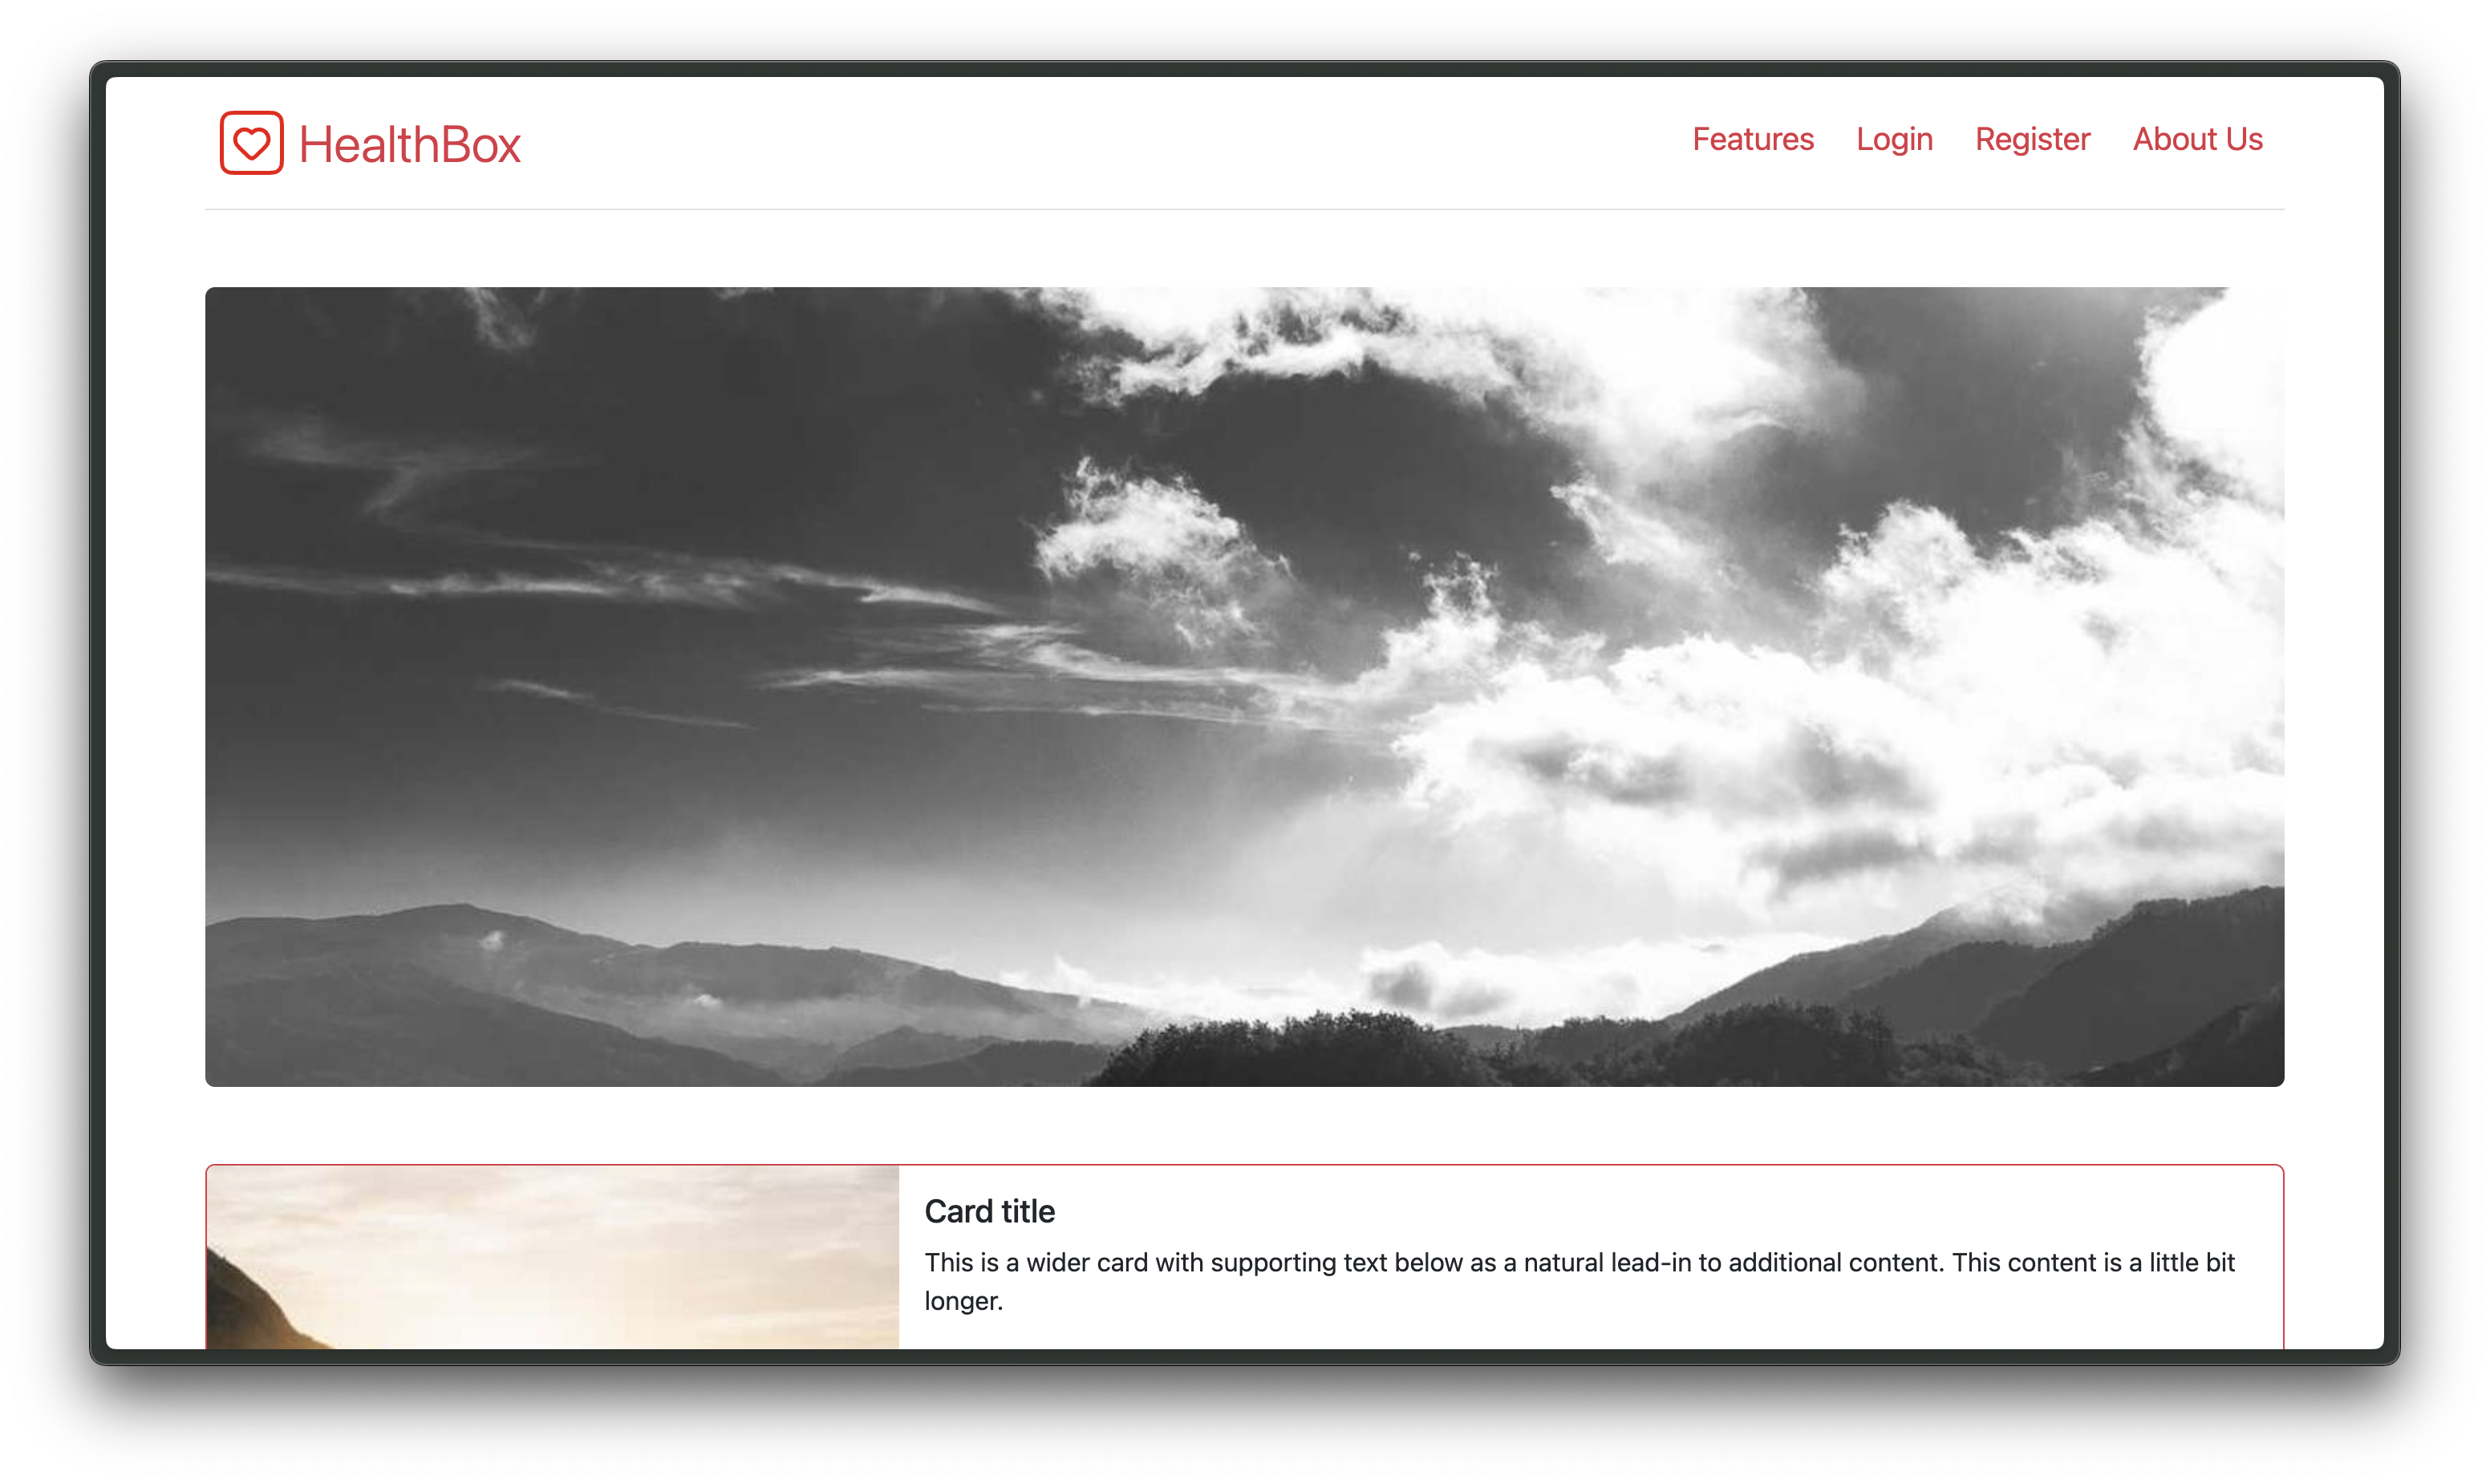 HealthBox
Features Login Register About Us
Card title
This is a wider card with supporting text below as a natural lead-in to additional content. This content is a little bit
longer.